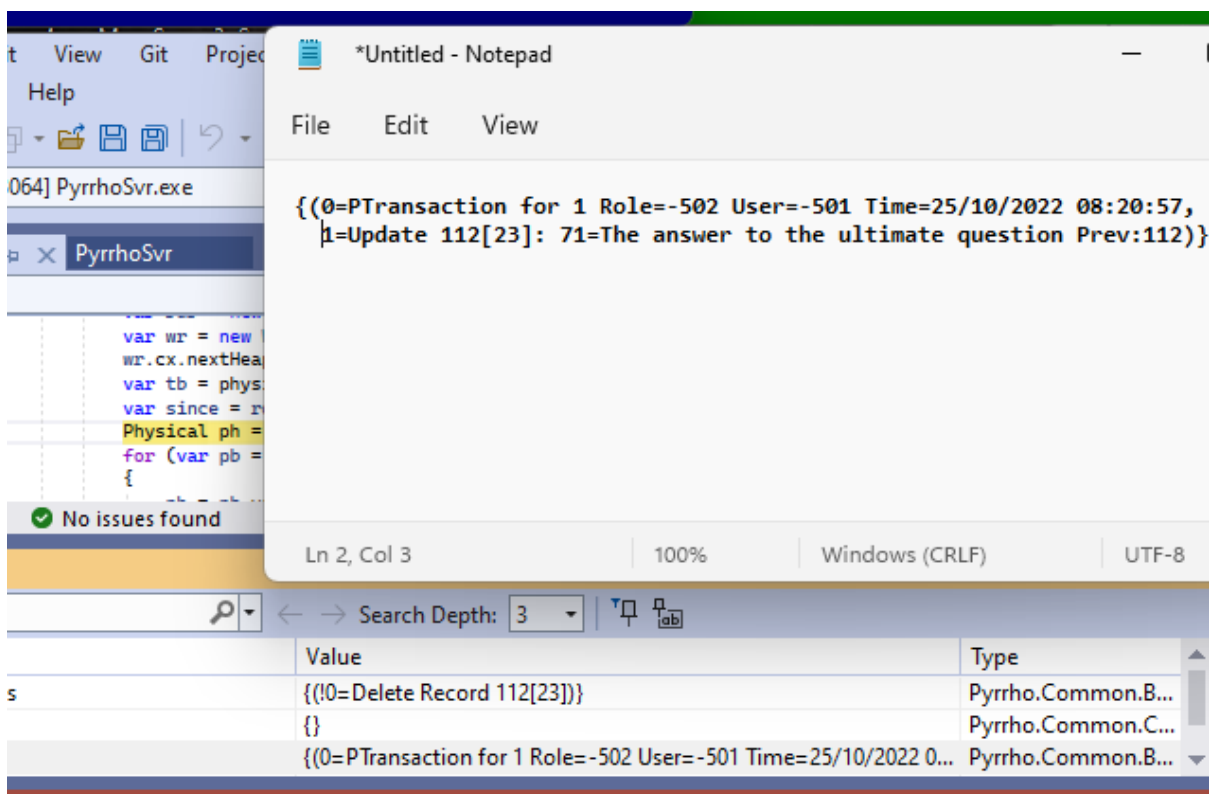 t View Git Projec
Help
*Untitled - Notepad
File Edit View
064] PyrrhoSvr.exe
PyrrhoSvr
{(0=PTransaction for 1 Role=-502 User=-501 Time=25/10/2022 08:20:57,
1=Update 112[23]: 71=The answer to the ultimate question Prev:112)}
var wr = new
wr.cx.nextHea
var tb = phys
var since = r
Physical ph =
for (var pb =
{
No issues found
Ln 2, Col 3 100% Windows (CRLF) UTF-8
Search Depth: 3
Value Type
s {(!0=Delete Record 112[23])} Pyrrho.Common.B...
{} Pyrrho.Common.C...
{(0=PTransaction for 1 Role=-502 User=-501 Time=25/10/2022 0... Pyrrho.Common.B...